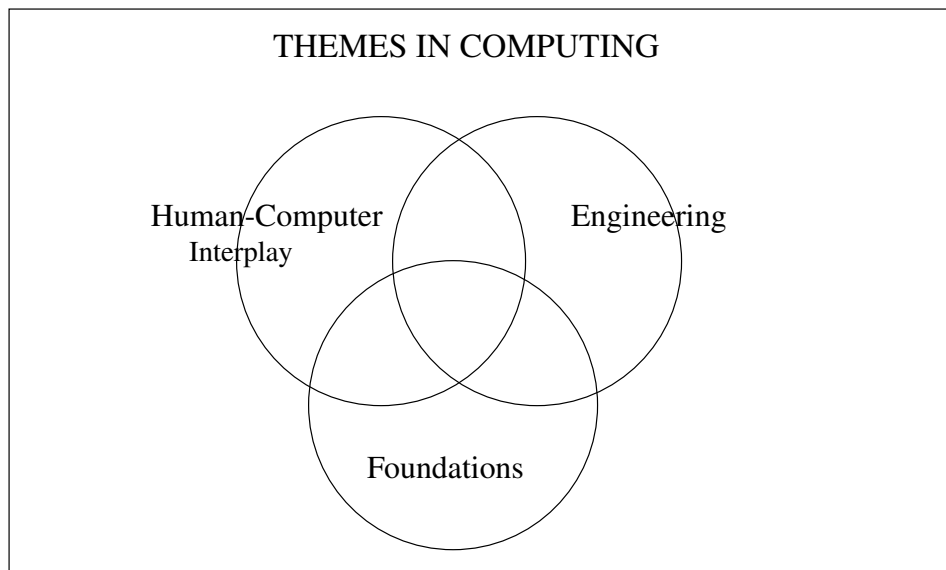 THEMES IN COMPUTING
Human-Computer
Interplay
Engineering
Foundations